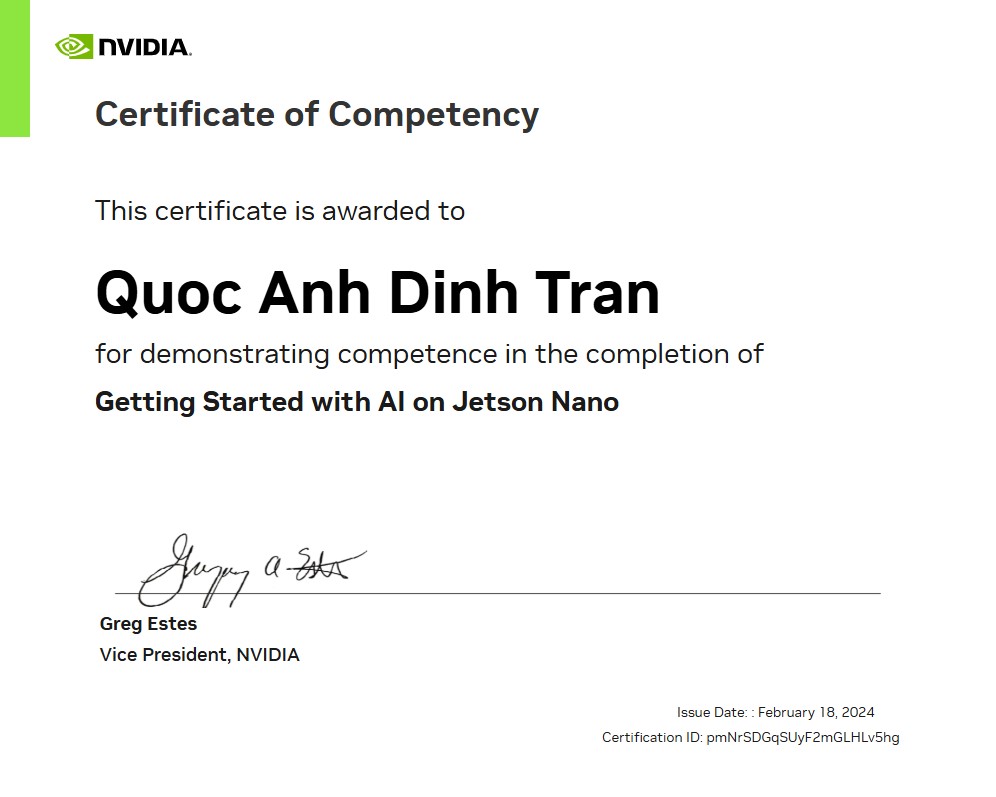 NVIDIA.
Certificate of Competency
This certificate is awarded to
Quoc Anh Dinh Tran
for demonstrating competence in the completion of
Getting Started with AI on Jetson Nano
Gregory A Estes
Greg Estes
Vice President, NVIDIA
Issue Date: : February 18, 2024
Certification ID: pmNrSDGqSUyF2mGLHLv5hg